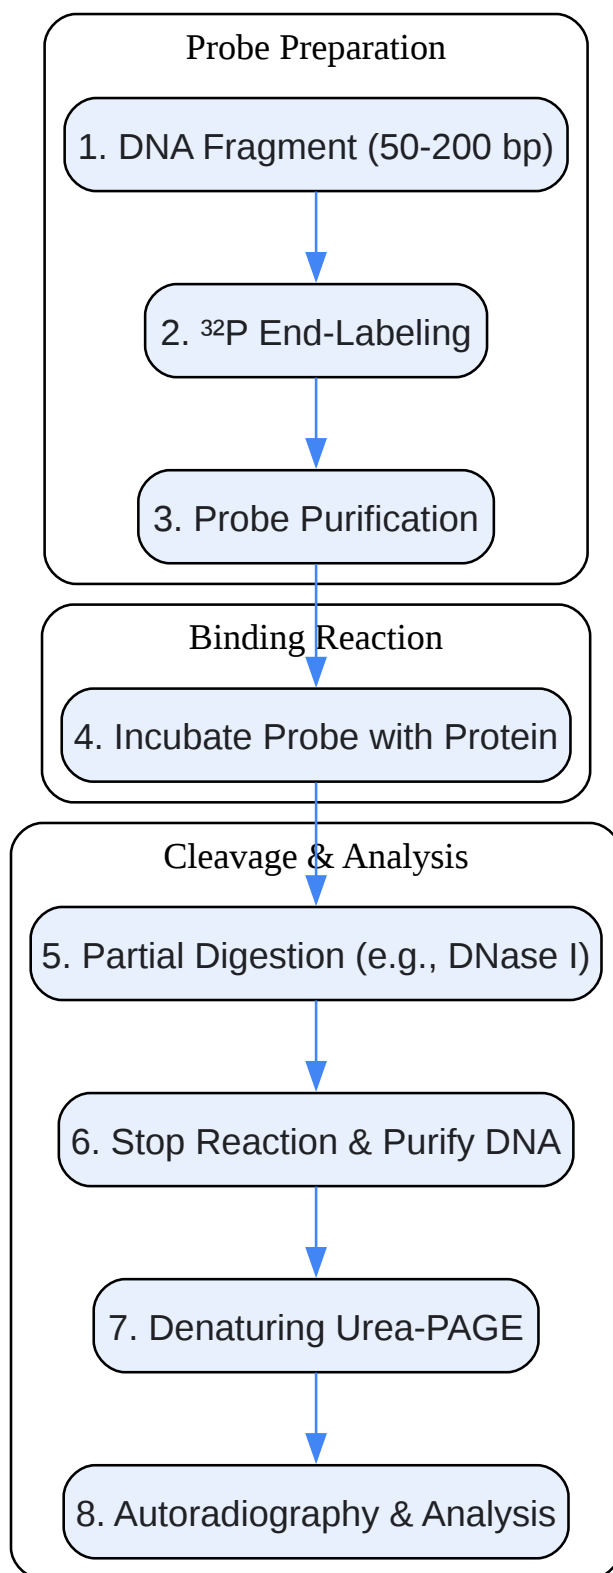 Probe Preparation
1. DNA Fragment (50-200 bp)
2. ³²P End-Labeling
3. Probe Purification
Binding Reaction
4. Incubate Probe with Protein
Cleavage & Analysis
5. Partial Digestion (e.g., DNase I)
6. Stop Reaction & Purify DNA
7. Denaturing Urea-PAGE
8. Autoradiography & Analysis